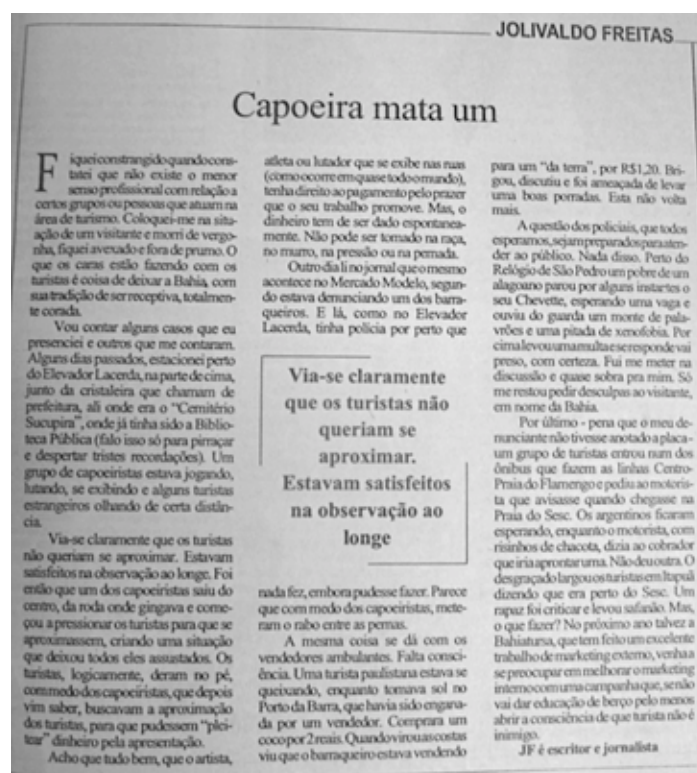 JOLIVALDO FREITAS
Capoeira mata um
Fiquei constrangido quando cons-
tatei que não existe o menor
senso profissional com relação a
certos grupos ou pessoas que atuam na
área de turismo. Coloquei-me na situ-
ação de um visitante e morri de vergo-
nha, fiquei avexado e fora de prumo. O
que os caras estão fazendo com os
turistas é coisa de deixar a Bahia, com
sua tradição de ser receptiva, totalmen-
te corada.
Vou contar alguns casos que eu
presenciei e outros que me contaram.
Alguns dias passados, estacionei perto
do Elevador Lacerda, na parte de cima,
junto da cristaleira que chamam de
prefeitura, ali onde era o "Cemitério
Sucupira", onde já tinha sido a Biblio-
teca Pública (falo isso só para pirraçar
e despertar tristes recordações). Um
grupo de capoeiristas estava jogando,
lutando, se exibindo e alguns turistas
estrangeiros olhando de certa distân-
cia.
Via-se claramente que os turistas
não queriam se aproximar. Estavam
satisfeitos na observação ao longe. Foi
então que um dos capoeiristas saiu do
centro, da roda onde gingava e come-
çou a pressionar os turistas para que se
aproximassem, criando uma situação
que deixou todos eles assustados. Os
turistas, logicamente, deram no pé,
com medo dos capoeiristas, que depois
vim saber, buscavam a aproximação
dos turistas, para que pudessem "plei-
tear" dinheiro pela apresentação.
Acho que tudo bem, que o artista,
atleta ou lutador que se exibe nas ruas
(como ocorre em quase todo o mundo),
tenha direito ao pagamento pelo prazer
que o seu trabalho promove. Mas, o
dinheiro tem de ser dado espontanea-
mente. Não pode ser tomado na raça,
no murro, na pressão ou na pernada.
Outro dia li no jornal que o mesmo
acontece no Mercado Modelo, segun-
do estava denunciando um dos barra-
queiros. E lá, como no Elevador
Lacerda, tinha polícia por perto que
Via-se claramente
que os turistas não
queriam se
aproximar.
Estavam satisfeitos
na observação ao
longe
nada fez, embora pudesse fazer. Parece
que com medo dos capoeiristas, mete-
ram o rabo entre as pernas.
A mesma coisa se dá com os
vendedores ambulantes. Falta consci-
ência. Uma turista paulistana estava se
queixando, enquanto tomava sol no
Porto da Barra, que havia sido engana-
da por um vendedor. Comprara um
coco por 2 reais. Quando virou as costas
viu que o barraqueiro estava vendendo
para um "da terra", por R$1,20. Bri-
gou, discutiu e foi ameaçada de levar
uma boas porradas. Esta não volta
mais.
A questão dos policiais, que todos
esperamos, sejam preparados para aten-
der ao público. Nada disso. Perto do
Relógio de São Pedro um pobre de um
alagoano parou por alguns instantes o
seu Chevette, esperando uma vaga e
ouviu do guarda um monte de pala-
vrões e uma pitada de xenofobia. Por
cima levou uma multa e se responde vai
preso, com certeza. Fui me meter na
discussão e quase sobra pra mim. Só
me restou pedir desculpas ao visitante,
em nome da Bahia.
Por último - pena que o meu de-
nunciante não tivesse anotado a placa -
um grupo de turistas entrou num dos
ônibus que fazem as linhas Centro-
Praia do Flamengo e pediu ao motoris-
ta que avisasse quando chegasse na
Praia do Sesc. Os argentinos ficaram
esperando, enquanto o motorista, com
risinhos de chacota, dizia ao cobrador
que iria aprontar uma. Não deu outra. O
desgraçado largou os turistas em Itapuã
dizendo que era perto do Sesc. Um
rapaz foi criticar e levou safanão. Mas,
o que fazer? No próximo ano talvez a
Bahiatursa, que tem feito um excelente
trabalho de marketing externo, venha a
se preocupar em melhorar o marketing
interno com uma campanha que, se não
vai dar educação de berço pelo menos
abrir a consciência de que turista não é
inimigo.
JF é escritor e jornalista